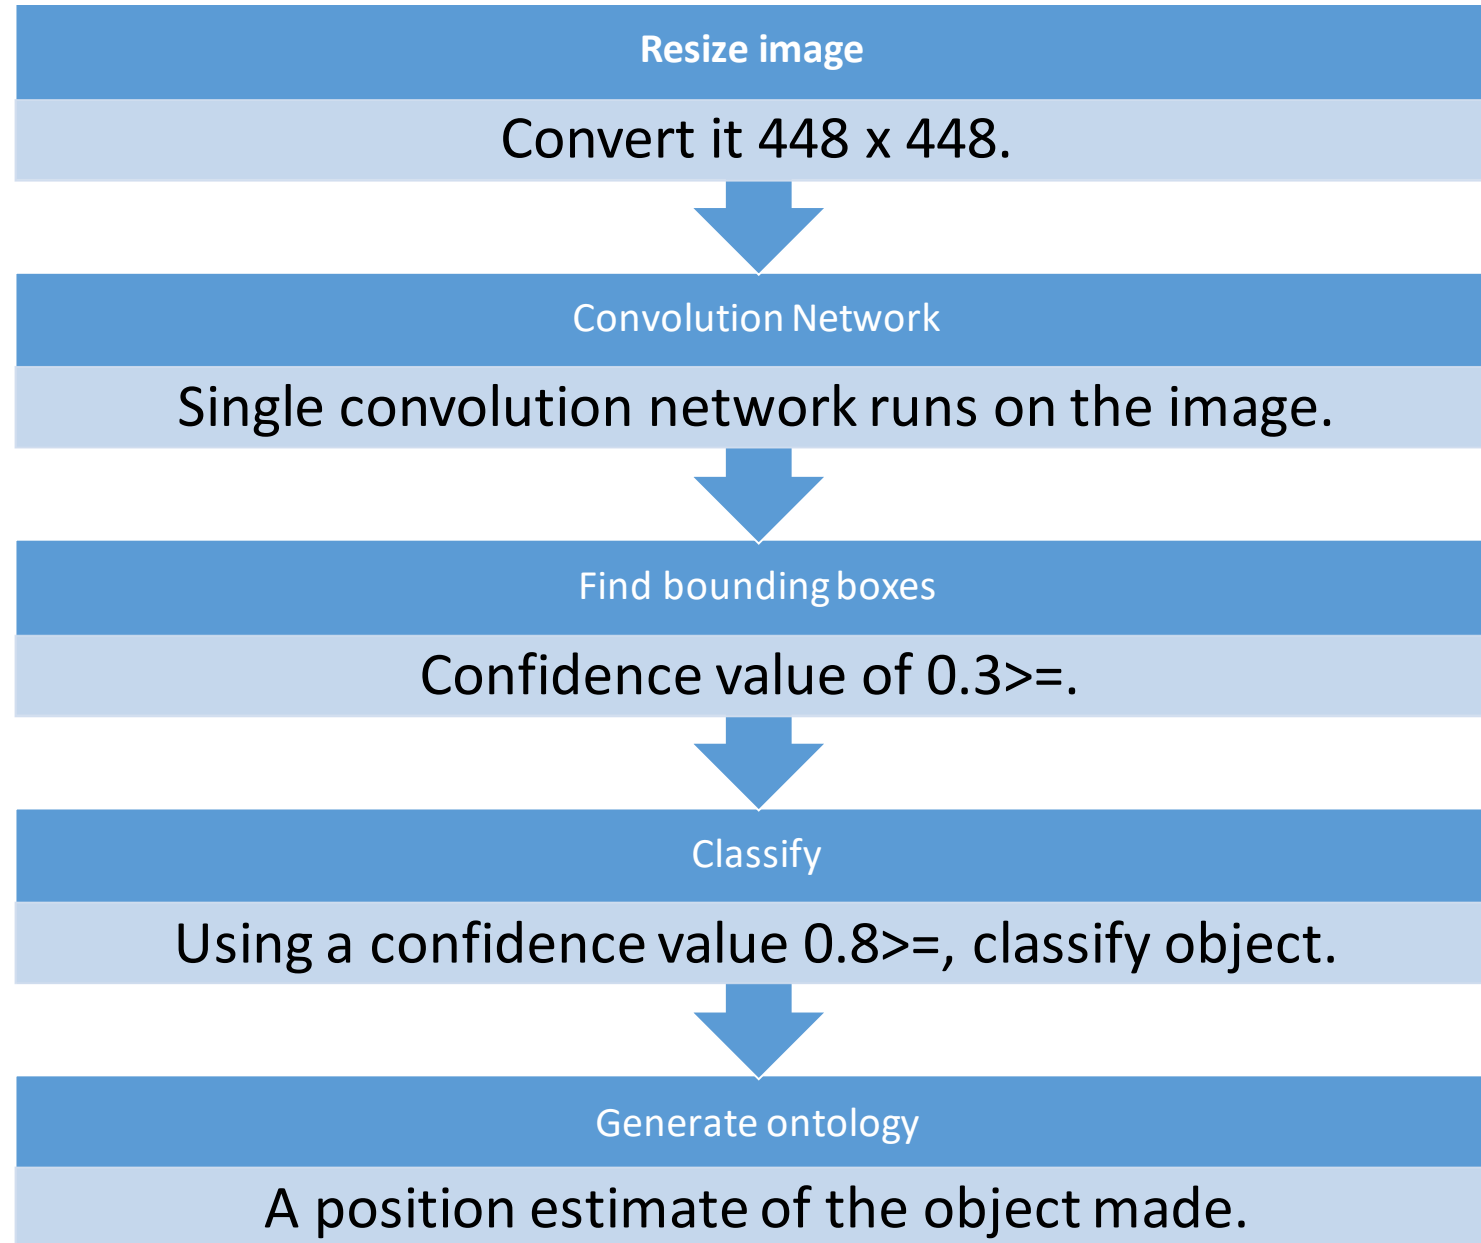 Resize image
Convert it 448 x 448.
Convolution Network
Single convolution network runs on the image.
Find bounding boxes
Confidence value of 0.3>=.
Classify
Using a confidence value 0.8>=, classify object.
Generate ontology
A position estimate of the object made.